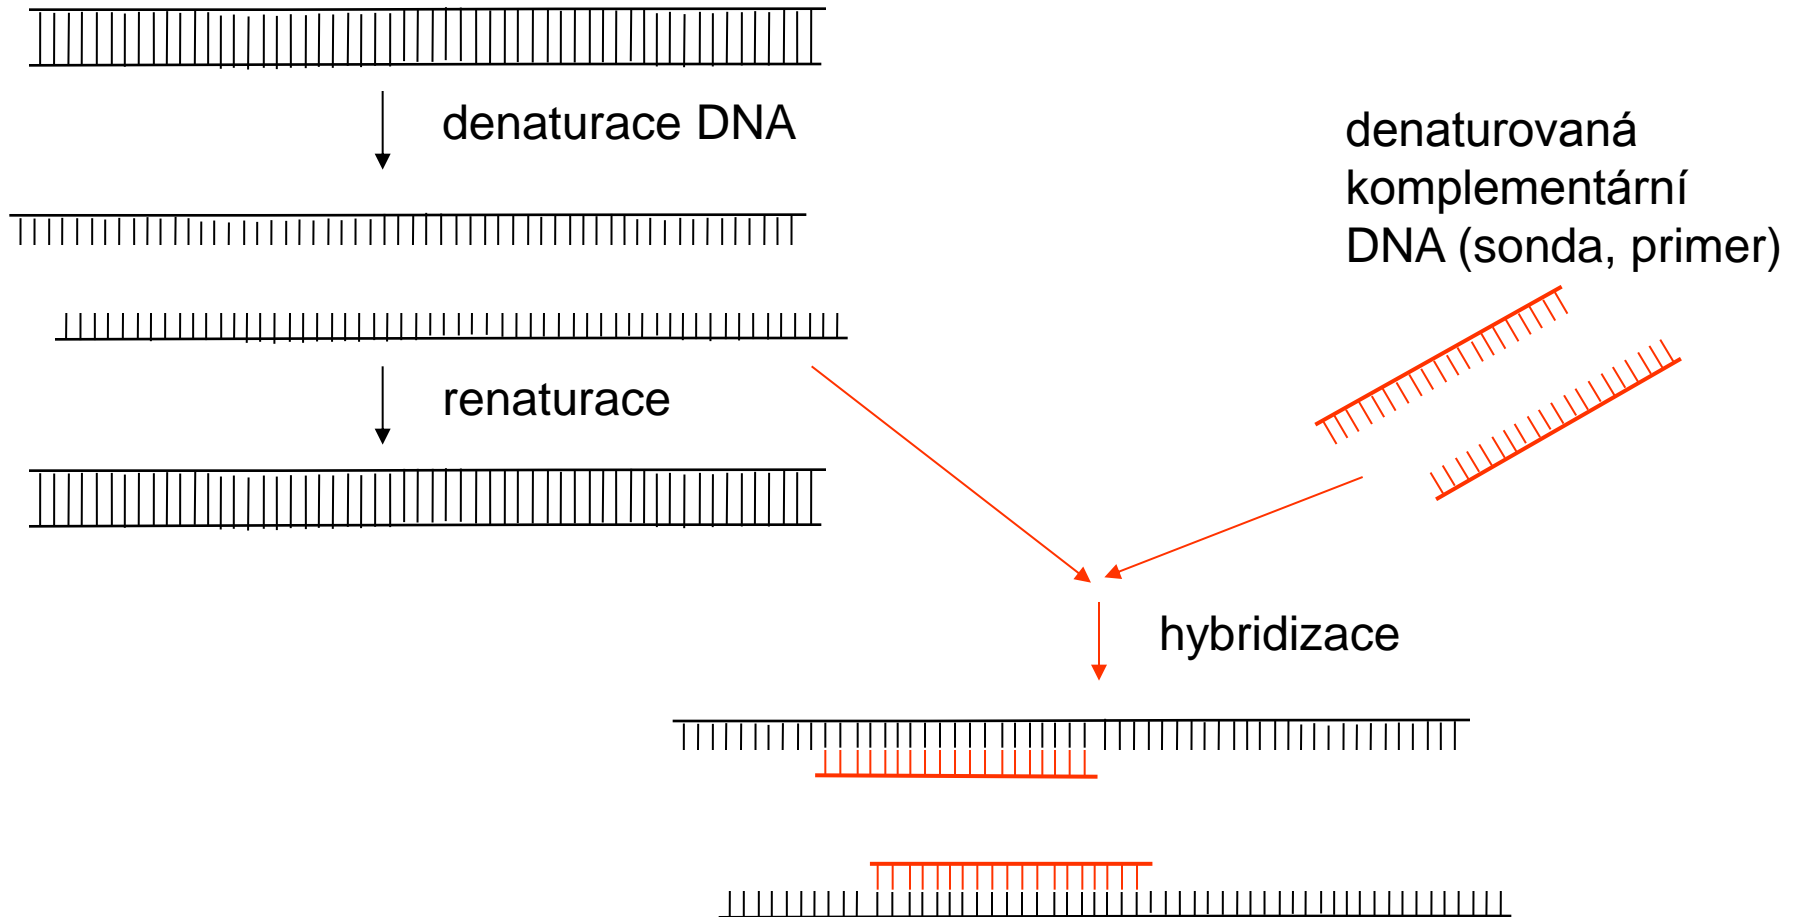 denaturace DNA
denaturovaná
komplementární
DNA (sonda, primer)
renaturace
hybridizace